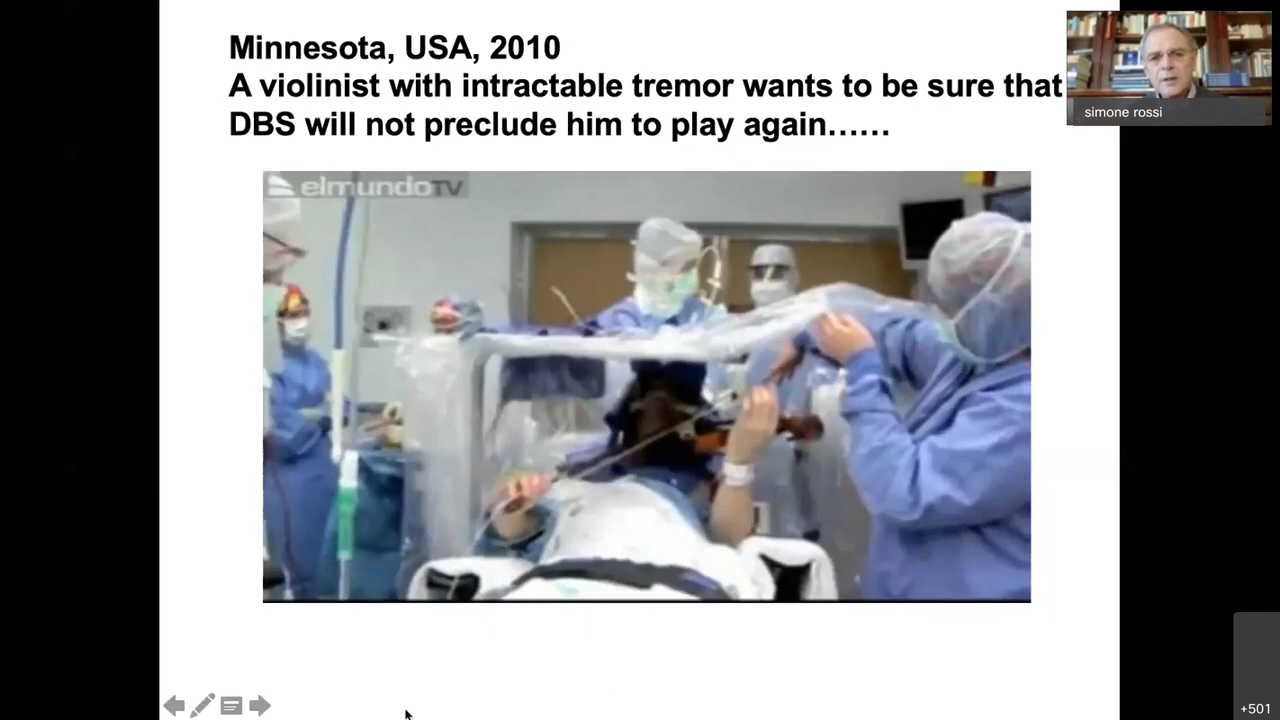 Minnesota, USA, 2010
A violinist with intractable tremor wants to be sure that
DBS will not preclude him to play again……
simone rossi
elmundoTV
+501